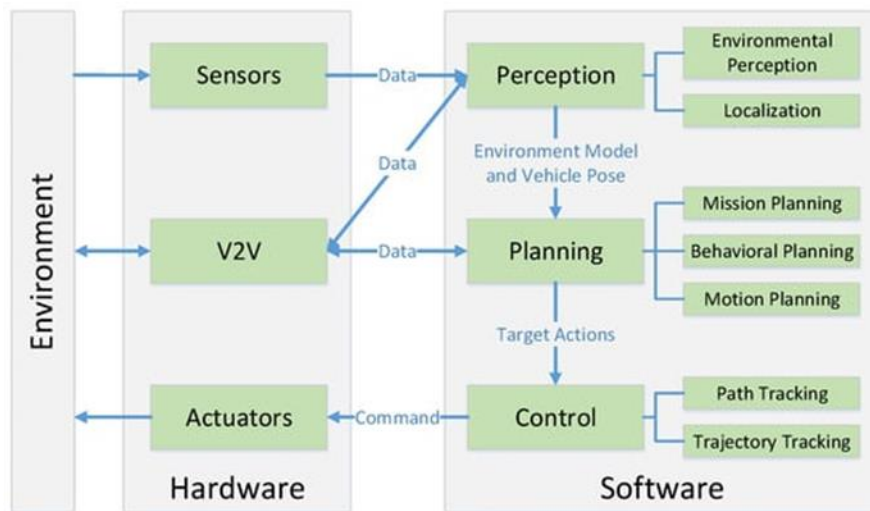 Environment
Sensors
V2V
Actuators
Hardware
Data
Data
Data
Command
Perception
Environment Model
and Vehicle Pose
Planning
Target Actions
Control
Environmental
Perception
Localization
Mission Planning
Behavioral Planning
Motion Planning
Path Tracking
Trajectory Tracking
Software